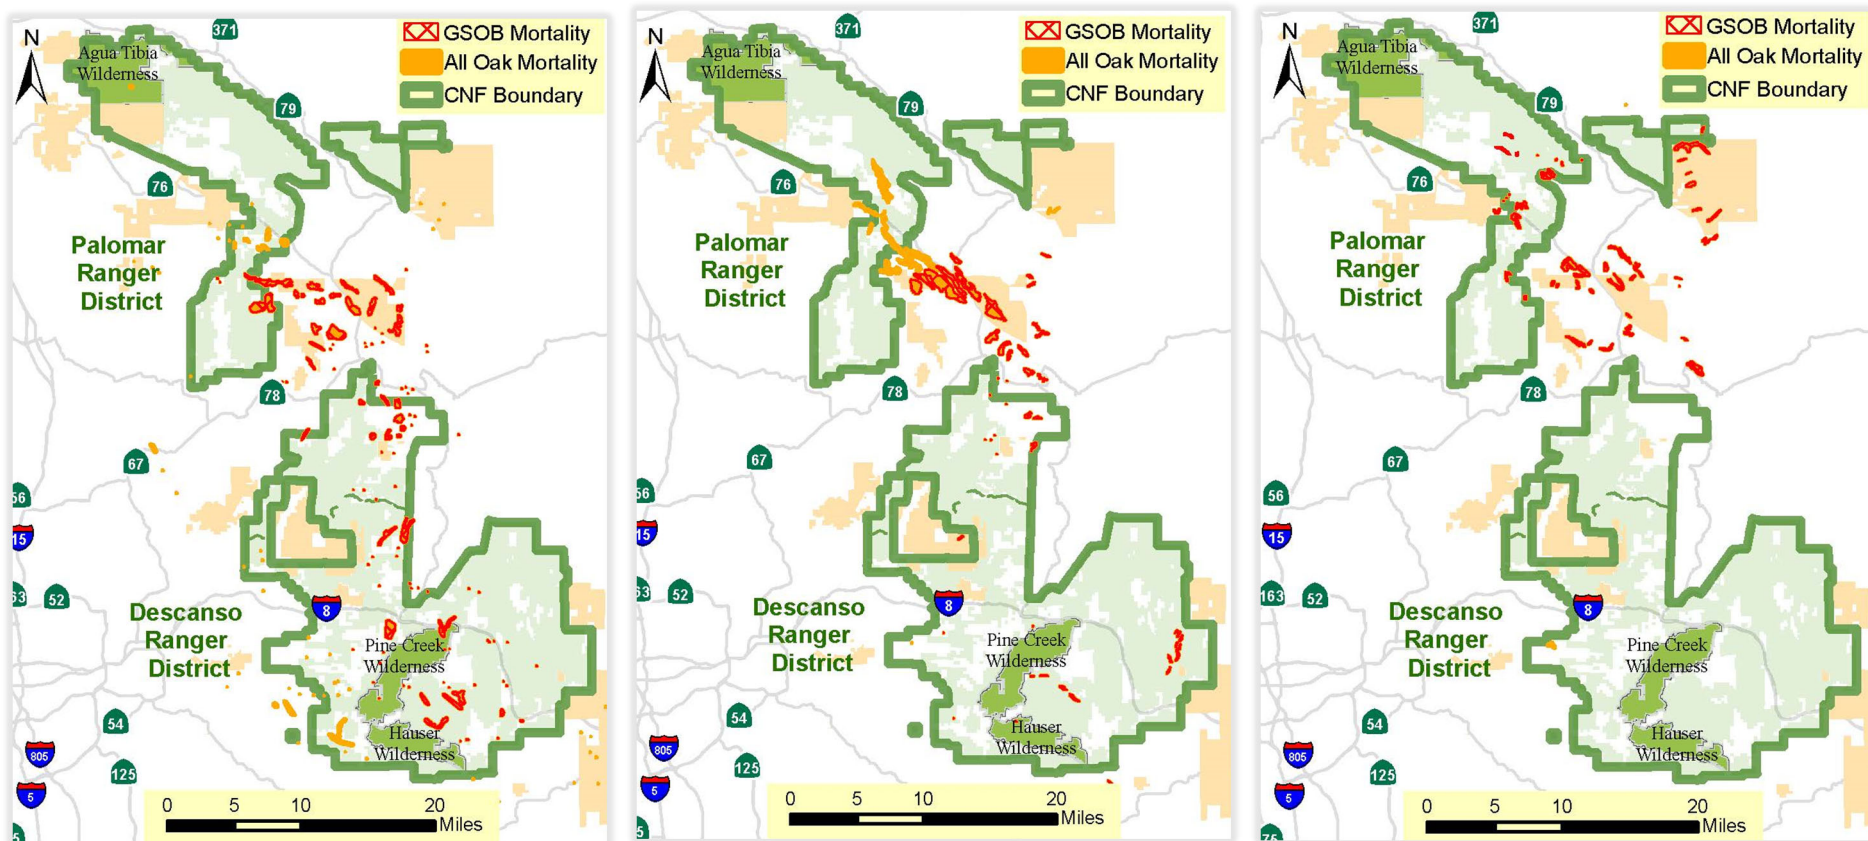 N
371
GSOB Mortality
All Oak Mortality
CNF Boundary
Agua Tibia
Wilderness
79
76
Palomar
Ranger
District
78
67
56
15
63
52
8
Descanso
Ranger
District
Pine Creek
Wilderness
54
Hauser
Wilderness
805
125
5
5
0 5 10 20
Miles
N
371
GSOB Mortality
All Oak Mortality
CNF Boundary
Agua Tibia
Wilderness
79
76
Palomar
Ranger
District
78
67
56
15
63
52
8
Descanso
Ranger
District
Pine Creek
Wilderness
54
Hauser
Wilderness
805
125
5
5
0 5 10 20
Miles
N
371
GSOB Mortality
All Oak Mortality
CNF Boundary
Agua Tibia
Wilderness
79
76
Palomar
Ranger
District
78
67
56
15
163
52
8
Descanso
Ranger
District
Pine Creek
Wilderness
54
Hauser
Wilderness
805
125
5
75
0 5 10 20
Miles